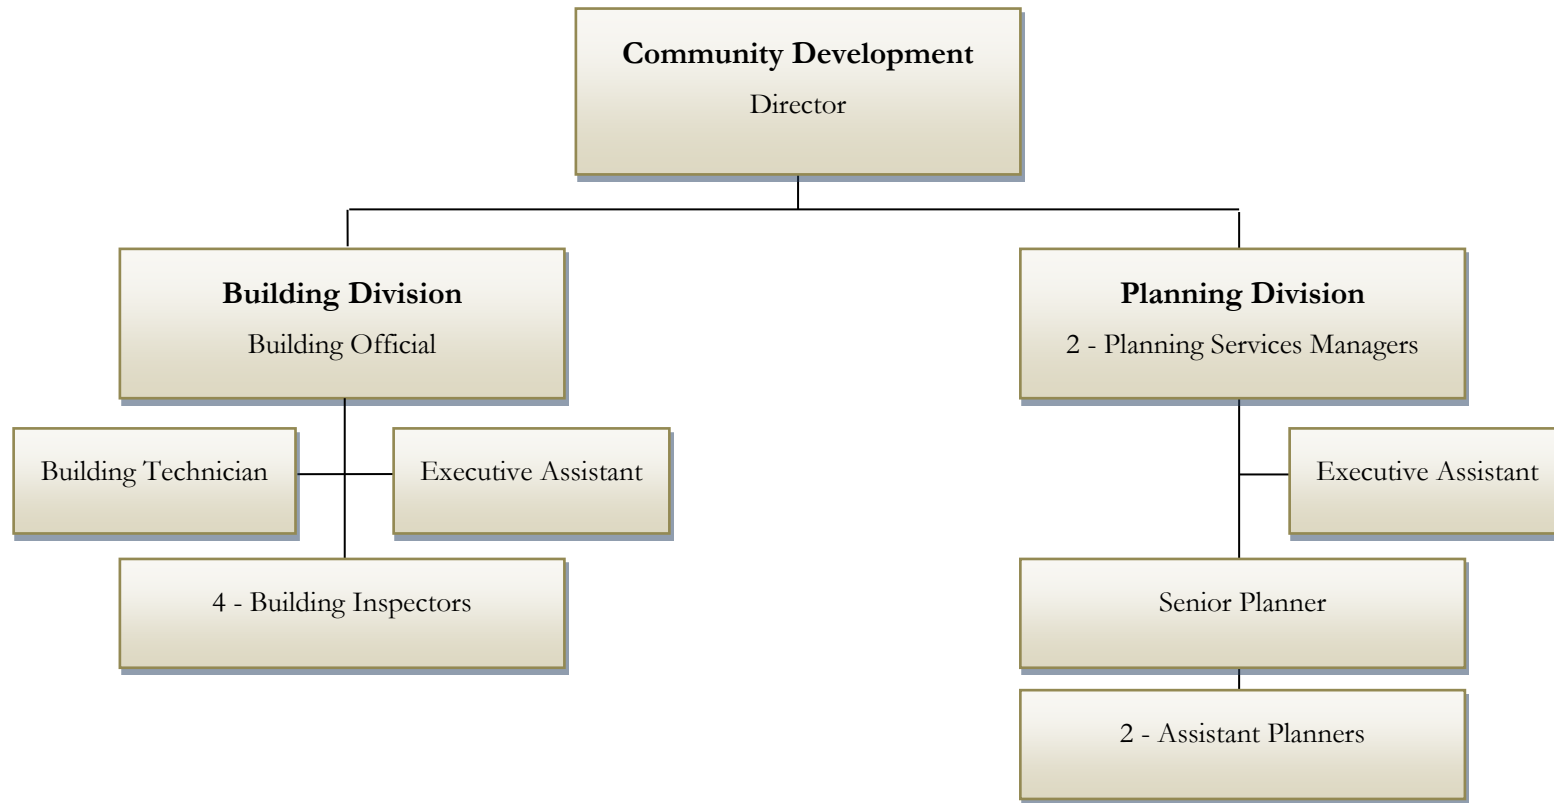 Community Development
Director
Building Division
Building Official
Planning Division
2 - Planning Services Managers
Building Technician
Executive Assistant
Executive Assistant
4 - Building Inspectors
Senior Planner
2 - Assistant Planners